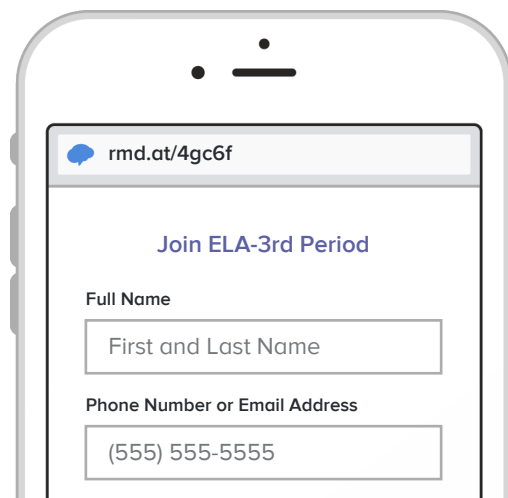 rmd.at/4gc6f
Join ELA-3rd Period
Full Name
First and Last Name
Phone Number or Email Address
(555) 555-5555